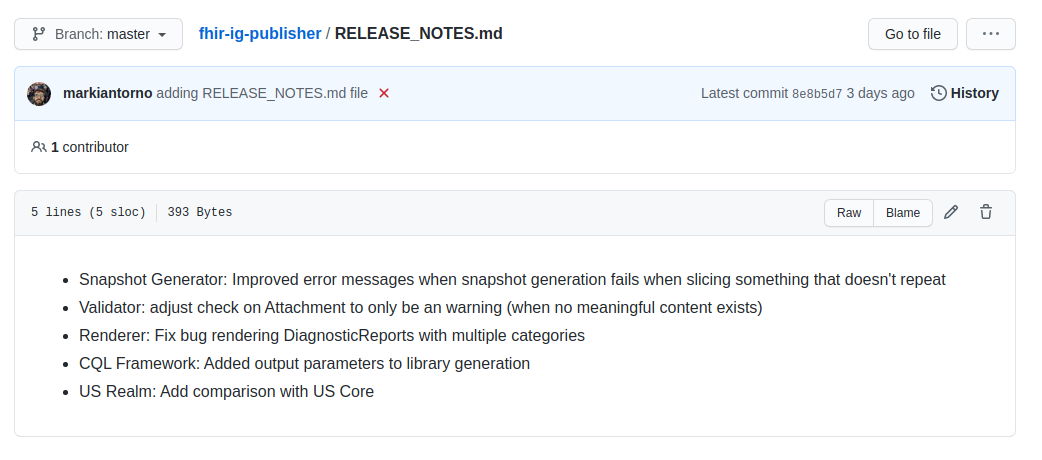 Branch: master
fhir-ig-publisher / RELEASE_NOTES.md
Go to file
markiantorno adding RELEASE_NOTES.md file
Latest commit 8e8b5d7 3 days ago
History
1 contributor
5 lines (5 sloc)
393 Bytes
Raw
Blame
Snapshot Generator: Improved error messages when snapshot generation fails when slicing something that doesn't repeat
Validator: adjust check on Attachment to only be an warning (when no meaningful content exists)
Renderer: Fix bug rendering DiagnosticReports with multiple categories
CQL Framework: Added output parameters to library generation
US Realm: Add comparison with US Core